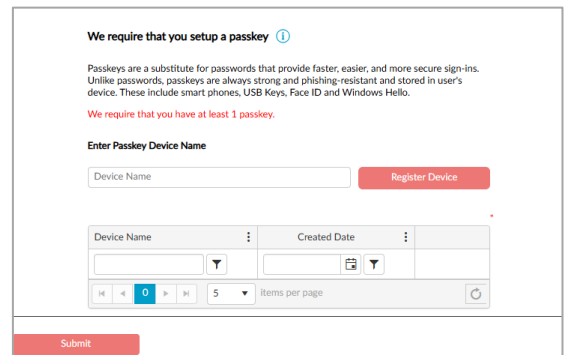 We require that you setup a passkey
Passkeys are a substitute for passwords that provide faster, easier, and more secure sign-ins.
Unlike passwords, passkeys are always strong and phishing-resistant and stored in user's
device. These include smart phones, USB Keys, Face ID and Windows Hello.
We require that you have at least 1 passkey.
Enter Passkey Device Name
Device Name Register Device
*
Device Name Created Date
0 5 items per page
Submit